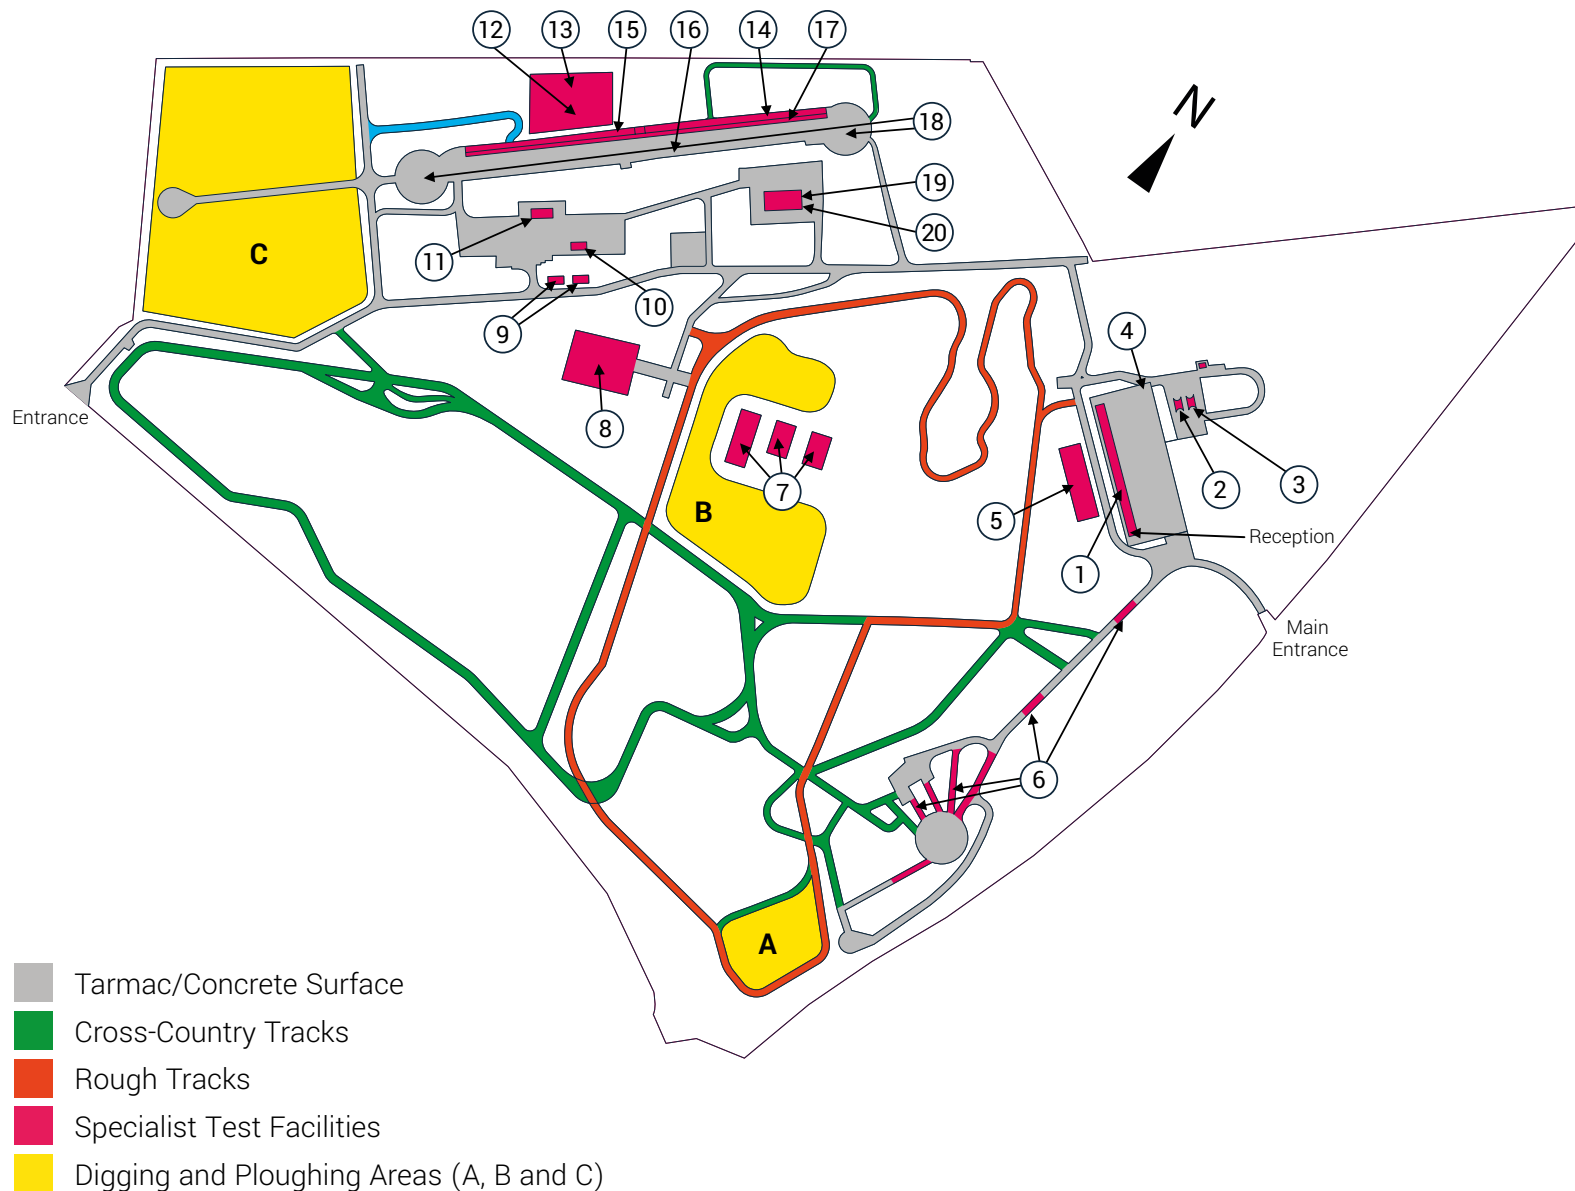 12 13 15 16 14 17
N
18
19
20
C
11
10
9
4
8
7
2 3
B
5
1
Entrance
Reception
Main
Entrance
6
A
Tarmac/Concrete Surface
Cross-Country Tracks
Rough Tracks
Specialist Test Facilities
Digging and Ploughing Areas (A, B and C)